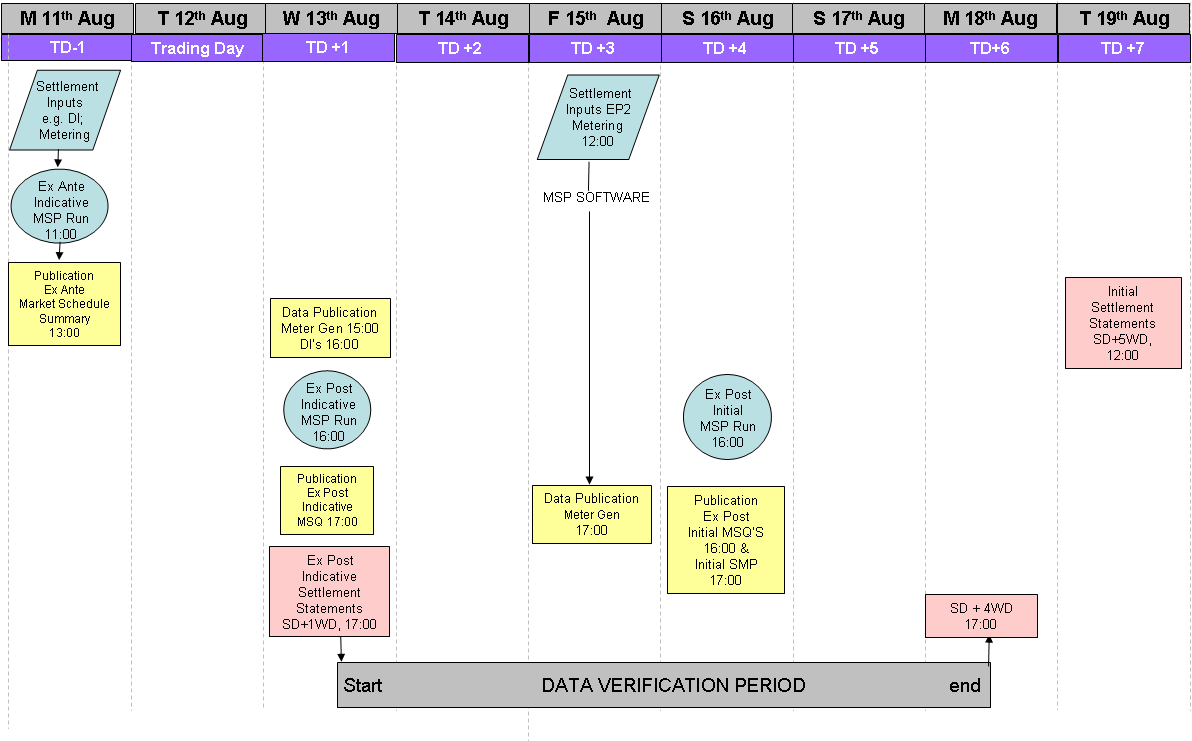 M 11th Aug
T 12th Aug
W 13th Aug
T 14th Aug
F 15th Aug
S 16th Aug
S 17th Aug
M 18th Aug
T 19th Aug
TD-1
Trading Day
TD +1
TD +2
TD +3
TD +4
TD +5
TD+6
TD +7
Settlement
Inputs
e.g. DI;
Metering
Ex Ante
Indicative
MSP Run
11:00
Publication
Ex Ante
Market Schedule
Summary
13:00
Data Publication
Meter Gen 15:00
DI's 16:00
Ex Post
Indicative
MSP Run
16:00
Publication
Ex Post
Indicative
MSQ 17:00
Ex Post
Indicative
Settlement
Statements
SD+1WD, 17:00
Settlement
Inputs EP2
Metering
12:00
MSP SOFTWARE
Data Publication
Meter Gen
17:00
Ex Post
Initial
MSP Run
16:00
Publication
Ex Post
Initial MSQ'S
16:00 &
Initial SMP
17:00
SD + 4WD
17:00
Initial
Settlement
Statements
SD+5WD,
12:00
Start
DATA VERIFICATION PERIOD
end